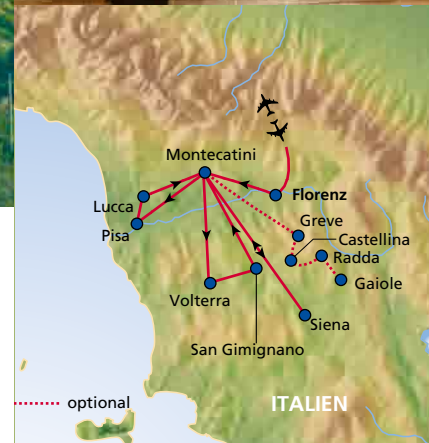 Montecatini
Florenz
Lucca
Greve
Pisa
Castellina
Radda
Gaiole
Volterra
Siena
San Gimignano
optional
ITALIEN